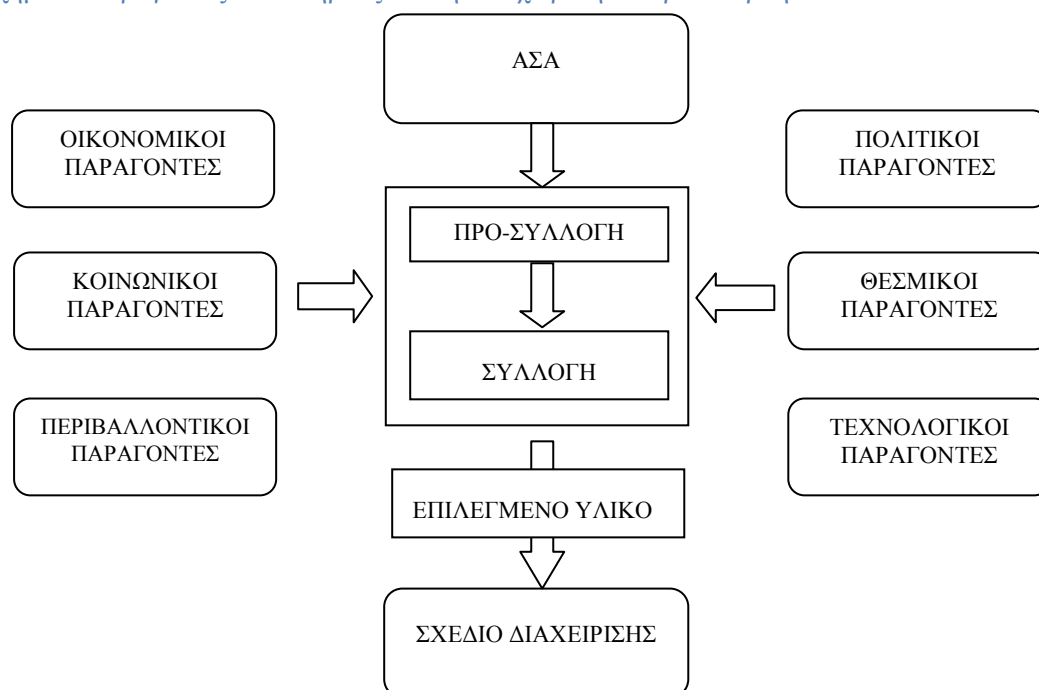 ΑΣΑ
ΟΙΚΟΝΟΜΙΚΟΙ
ΠΑΡΑΓΟΝΤΕΣ
ΠΟΛΙΤΙΚΟΙ
ΠΑΡΑΓΟΝΤΕΣ
ΠΡΟ-ΣΥΛΛΟΓΗ
ΚΟΙΝΩΝΙΚΟΙ
ΠΑΡΑΓΟΝΤΕΣ
ΘΕΣΜΙΚΟΙ
ΠΑΡΑΓΟΝΤΕΣ
ΣΥΛΛΟΓΗ
ΠΕΡΙΒΑΛΛΟΝΤΙΚΟΙ
ΠΑΡΑΓΟΝΤΕΣ
ΤΕΧΝΟΛΟΓΙΚΟΙ
ΠΑΡΑΓΟΝΤΕΣ
ΕΠΙΛΕΓΜΕΝΟ ΥΛΙΚΟ
ΣΧΕΔΙΟ ΔΙΑΧΕΙΡΙΣΗΣ